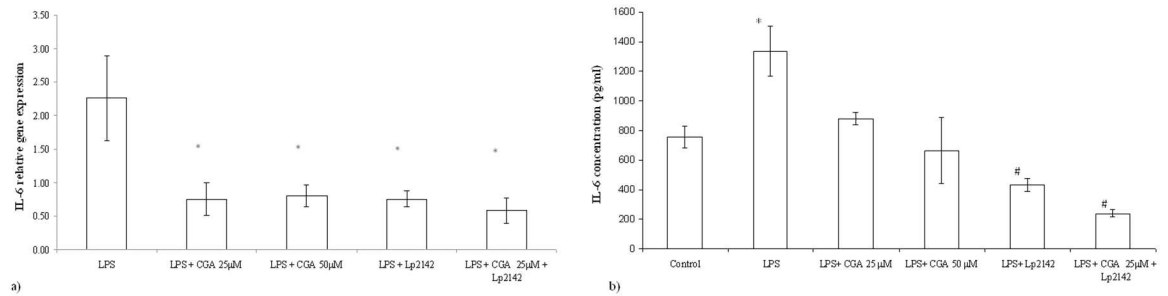 3.50
3.00
2.50
2.00
1.50
1.00
0.50
0.00
IL-6 relative gene expression
*
*
*
*
LPS
LPS + CGA 25μM
LPS + CGA 50μM
LPS + Lp2142
LPS + CGA 25μM +
Lp2142
a)
1600
1400
1200
1000
800
600
400
200
0
IL-6 concentration (pg/ml)
*
#
#
Control
LPS
LPS+ CGA 25 μM
LPS+ CGA 50 μM
LPS+ Lp2142
LPS + CGA 25μM +
Lp2142
b)